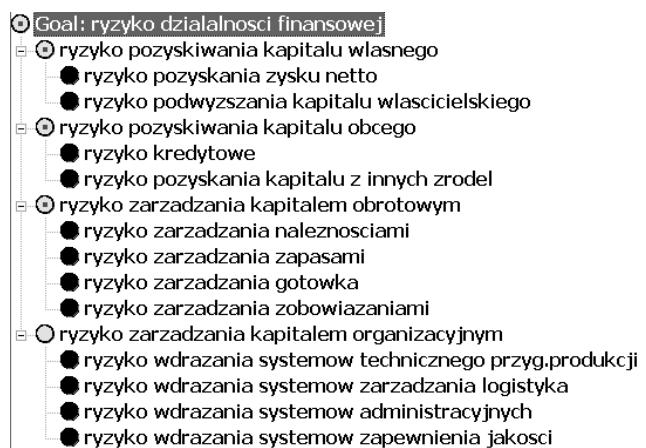 Goal: ryzyko dzialalnosci finansowej
ryzyko pozyskiwania kapitalu wlasnego
ryzyko pozyskania zysku netto
ryzyko podwyzszania kapitalu wlascicielskiego
ryzyko pozyskiwania kapitalu obcego
ryzyko kredytowe
ryzyko pozyskania kapitalu z innych zrodel
ryzyko zarzadzania kapitalem obrotowym
ryzyko zarzadzania naleznosciami
ryzyko zarzadzania zapasami
ryzyko zarzadzania gotowka
ryzyko zarzadzania zobowiazaniami
ryzyko zarzadzania kapitalem organizacyjnym
ryzyko wdrazania systemow technicznego przyg.produkcji
ryzyko wdrazania systemow zarzadzania logistyka
ryzyko wdrazania systemow administracyjnych
ryzyko wdrazania systemow zapewnienia jakosci